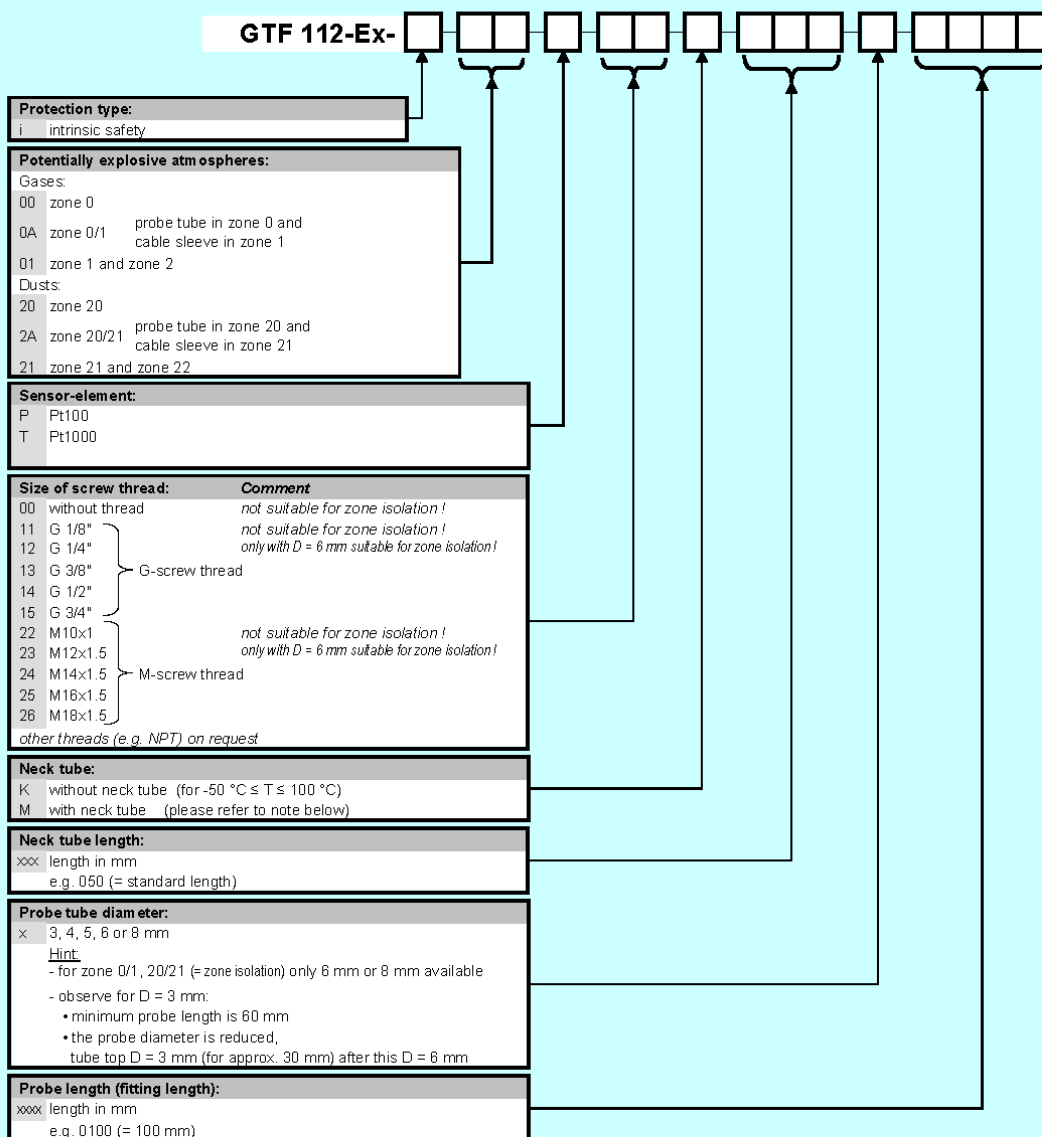 GTF 112-Ex-
Protection type:
i intrinsic safety
Potentially explosive atmospheres:
Gases:
00 zone 0
0A zone 0/1 probe tube in zone 0 and
cable sleeve in zone 1
01 zone 1 and zone 2
Dusts:
20 zone 20
2A zone 20/21 probe tube in zone 20 and
cable sleeve in zone 21
21 zone 21 and zone 22
Sensor-element:
P Pt100
T Pt1000
Size of screw thread: Comment
00 without thread not suitable for zone isolation !
11 G 1/8" not suitable for zone isolation !
12 G 1/4" only with D = 6 mm suitable for zone isolation !
13 G 3/8" G-screw thread
14 G 1/2"
15 G 3/4"
22 M10x1 not suitable for zone isolation !
23 M12x1.5 only with D = 6 mm suitable for zone isolation !
24 M14x1.5 M-screw thread
25 M16x1.5
26 M18x1.5
other threads (e.g. NPT) on request
Neck tube:
K without neck tube (for -50 °C ≤ T ≤ 100 °C)
M with neck tube (please refer to note below)
Neck tube length:
xxx length in mm
e.g. 050 (= standard length)
Probe tube diameter:
x 3, 4, 5, 6 or 8 mm
Hint:
- for zone 0/1, 20/21 (= zone isolation) only 6 mm or 8 mm available
- observe for D = 3 mm:
• minimum probe length is 60 mm
• the probe diameter is reduced,
tube top D = 3 mm (for approx. 30 mm) after this D = 6 mm
Probe length (fitting length):
xxxx length in mm
e.g. 0100 (= 100 mm)